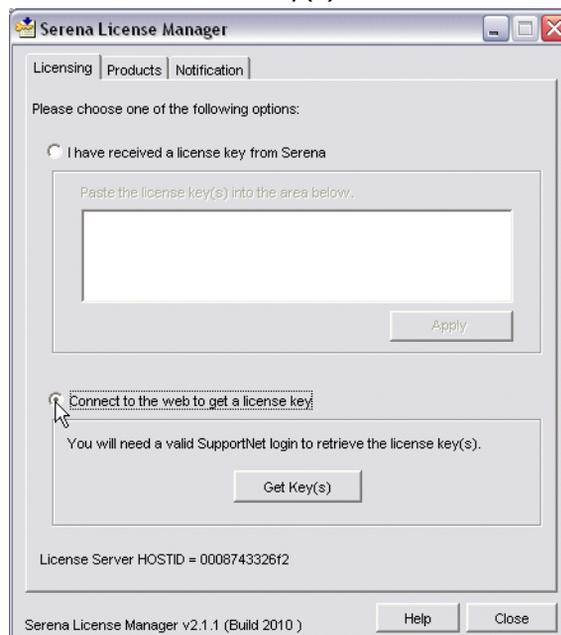 Serena License Manager
Licensing Products Notification
Please choose one of the following options:
I have received a license key from Serena
Paste the license key(s) into the area below.
Apply
Connect to the web to get a license key
You will need a valid SupportNet login to retrieve the license key(s).
Get Key(s)
License Server HOSTID = 0008743326f2
Serena License Manager v2.1.1 (Build 2010 )
Help
Close